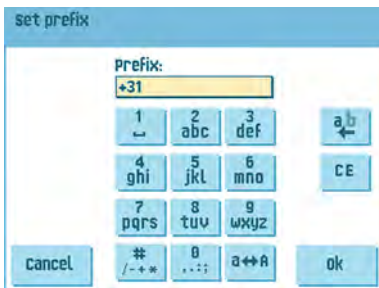 Set prefix
Prefix:
+31
1 2 3
␣ abc def a,b
←
4 5 6
ghi jkl mno CE
7 8 9
pqrs tuv wxyz
Cancel # 0 a↔A Ok
/-+* .,:;